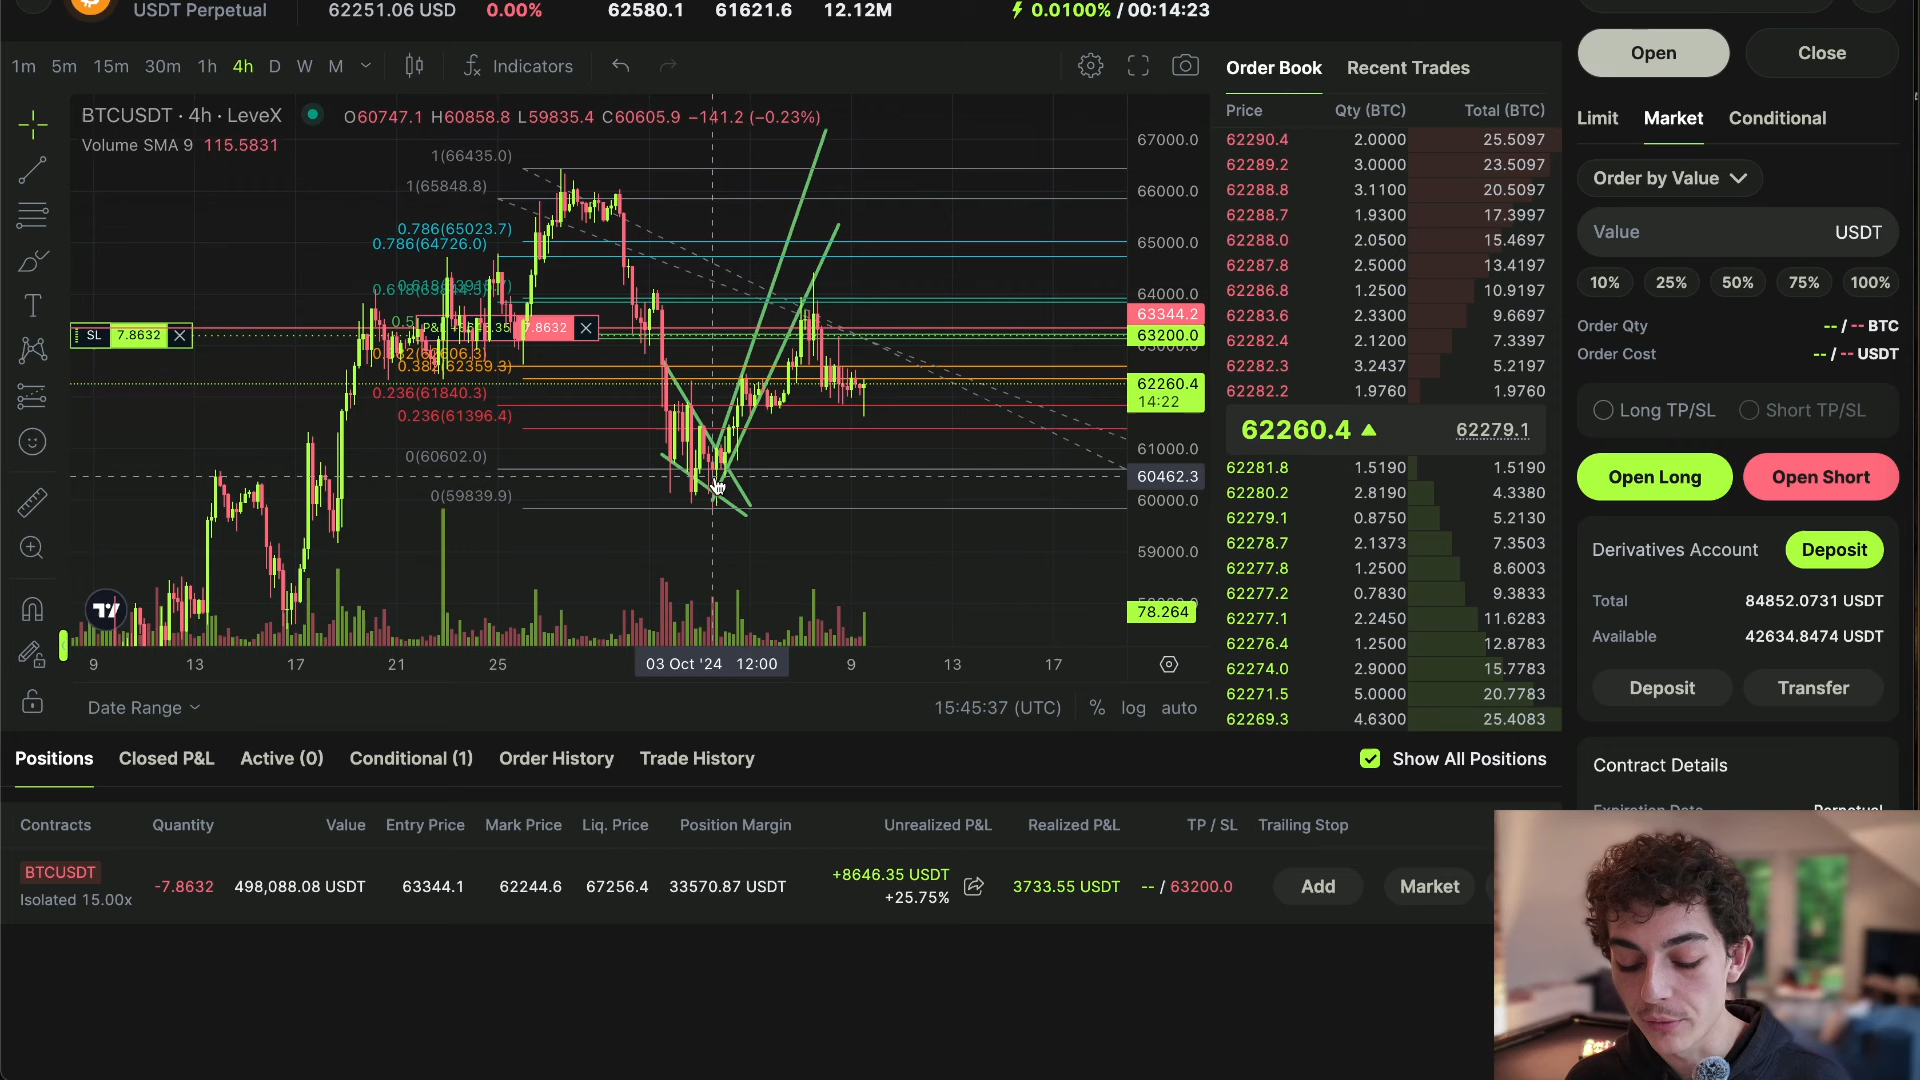 USDT Perpetual 62251.06 USD 0.00% 62580.1 61621.6 12.12M 0.0100% / 00:14:23
Open Close
1m 5m 15m 30m 1h 4h D W M Indicators
Order Book Recent Trades
Limit Market Conditional
BTCUSDT · 4h · LeveX O60747.1 H60858.8 L59835.4 C60605.9 −141.2 (−0.23%)
Volume SMA 9 115.5831
Price Qty (BTC) Total (BTC)
62290.4 2.0000 25.5097
62289.2 3.0000 23.5097
62288.8 3.1100 20.5097
62288.7 1.9300 17.3997
62288.0 2.0500 15.4697
62287.8 2.5000 13.4197
62286.8 1.2500 10.9197
62283.6 2.3300 9.6697
62282.4 2.1200 7.3397
62282.3 3.2437 5.2197
62282.2 1.9760 1.9760
62260.4 62279.1
62281.8 1.5190 1.5190
62280.2 2.8190 4.3380
62279.1 0.8750 5.2130
62278.7 2.1373 7.3503
62277.8 1.2500 8.6003
62277.2 0.7830 9.3833
62277.1 2.2450 11.6283
62276.4 1.2500 12.8783
62274.0 2.9000 15.7783
62271.5 5.0000 20.7783
62269.3 4.6300 25.4083
1(66435.0)
1(65848.8)
0.786(65023.7)
0.786(64726.0)
SL 7.8632
7.8632
0.382(62359.3)
0.236(61840.3)
0.236(61396.4)
0(60602.0)
0(59839.9)
67000.0
66000.0
65000.0
64000.0
63344.2
63200.0
62260.4
14:22
61000.0
60462.3
60000.0
59000.0
78.264
9 13 17 21 25 03 Oct '24 12:00 9 13 17
Date Range 15:45:37 (UTC) % log auto
Order by Value
Value USDT
10% 25% 50% 75% 100%
Order Qty -- / -- BTC
Order Cost -- / -- USDT
Long TP/SL Short TP/SL
Open Long Open Short
Derivatives Account Deposit
Total 84852.0731 USDT
Available 42634.8474 USDT
Deposit Transfer
Contract Details
Expiration Date Perpetual
Positions Closed P&L Active (0) Conditional (1) Order History Trade History Show All Positions
Contracts Quantity Value Entry Price Mark Price Liq. Price Position Margin Unrealized P&L Realized P&L TP / SL Trailing Stop
BTCUSDT -7.8632 498,088.08 USDT 63344.1 62244.6 67256.4 33570.87 USDT +8646.35 USDT 3733.55 USDT -- / 63200.0 Add Market
Isolated 15.00x +25.75%